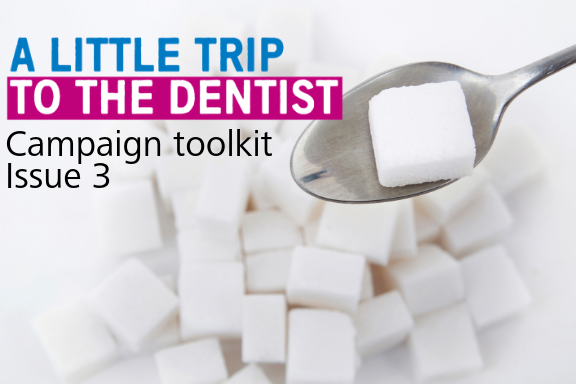 A LITTLE TRIP
TO THE DENTIST
Campaign toolkit
Issue 3